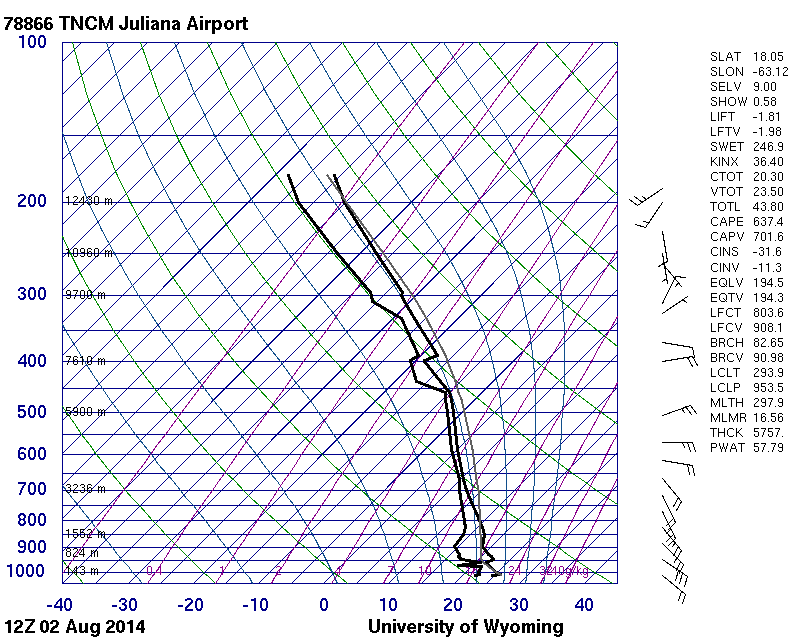 78866 TNCM Juliana Airport
100
200
300
400
500
600
700
800
900
1000
12430 m
10960 m
9700 m
7610 m
5900 m
3236 m
1562 m
824 m
143 m
0.4 1 2 4 7 10 24 32 40g/kg
-40 -30 -20 -10 0 10 20 30 40
12Z 02 Aug 2014 University of Wyoming
SLAT 18.05
SLON -63.12
SELV 9.00
SHOW 0.58
LIFT -1.81
LFTV -1.98
SWET 246.9
KINX 36.40
CTOT 20.30
VTOT 23.50
TOTL 43.80
CAPE 637.4
CAPV 701.6
CINS -31.6
CINV -11.3
EQLV 194.5
EQTV 194.3
LFCT 803.6
LFCV 908.1
BRCH 82.65
BRCV 90.98
LCLT 293.9
LCLP 953.5
MLTH 297.9
MLMR 16.56
THCK 5757.
PWAT 57.79